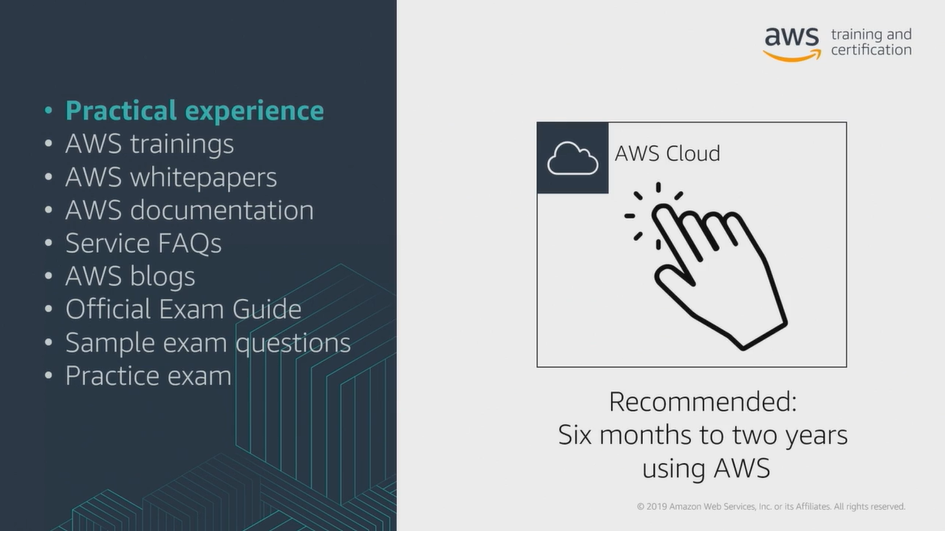 aws training and
certification
• Practical experience
• AWS trainings
• AWS whitepapers
• AWS documentation
• Service FAQs
• AWS blogs
• Official Exam Guide
• Sample exam questions
• Practice exam
AWS Cloud
Recommended:
Six months to two years
using AWS
© 2019 Amazon Web Services, Inc. or its Affiliates. All rights reserved.